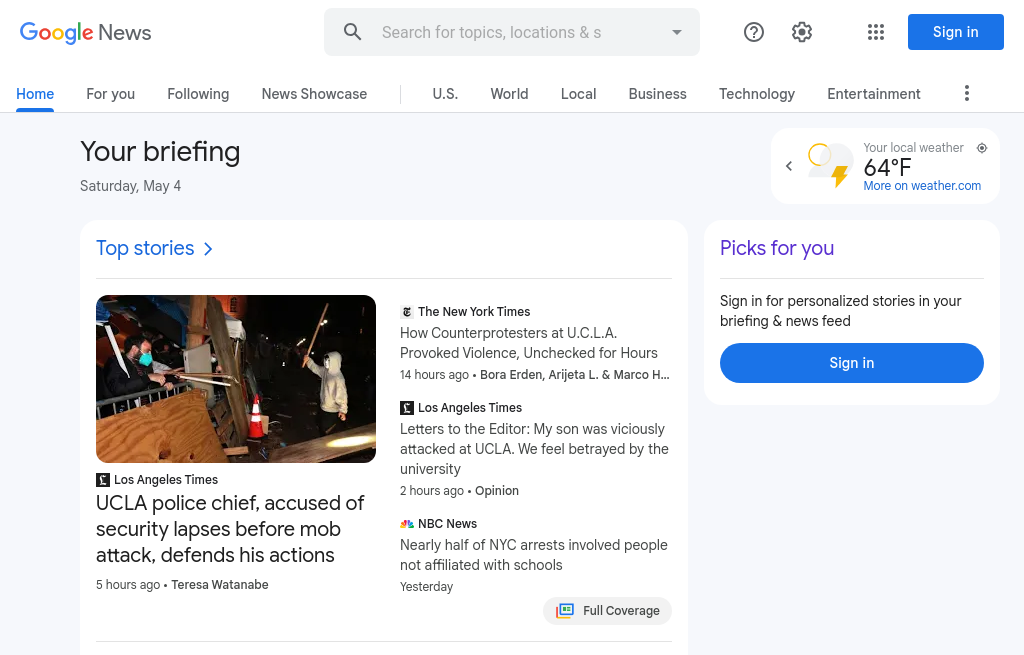 Google News
Search for topics, locations & s
Sign in
Home
For you
Following
News Showcase
U.S.
World
Local
Business
Technology
Entertainment
Your briefing
Saturday, May 4
Your local weather
64°F
More on weather.com
Top stories
Los Angeles Times
UCLA police chief, accused of
security lapses before mob
attack, defends his actions
5 hours ago • Teresa Watanabe
The New York Times
How Counterprotesters at U.C.L.A.
Provoked Violence, Unchecked for Hours
14 hours ago • Bora Erden, Arijeta L. & Marco H...
Los Angeles Times
Letters to the Editor: My son was viciously
attacked at UCLA. We feel betrayed by the
university
2 hours ago • Opinion
NBC News
Nearly half of NYC arrests involved people
not affiliated with schools
Yesterday
Full Coverage
Picks for you
Sign in for personalized stories in your
briefing & news feed
Sign in